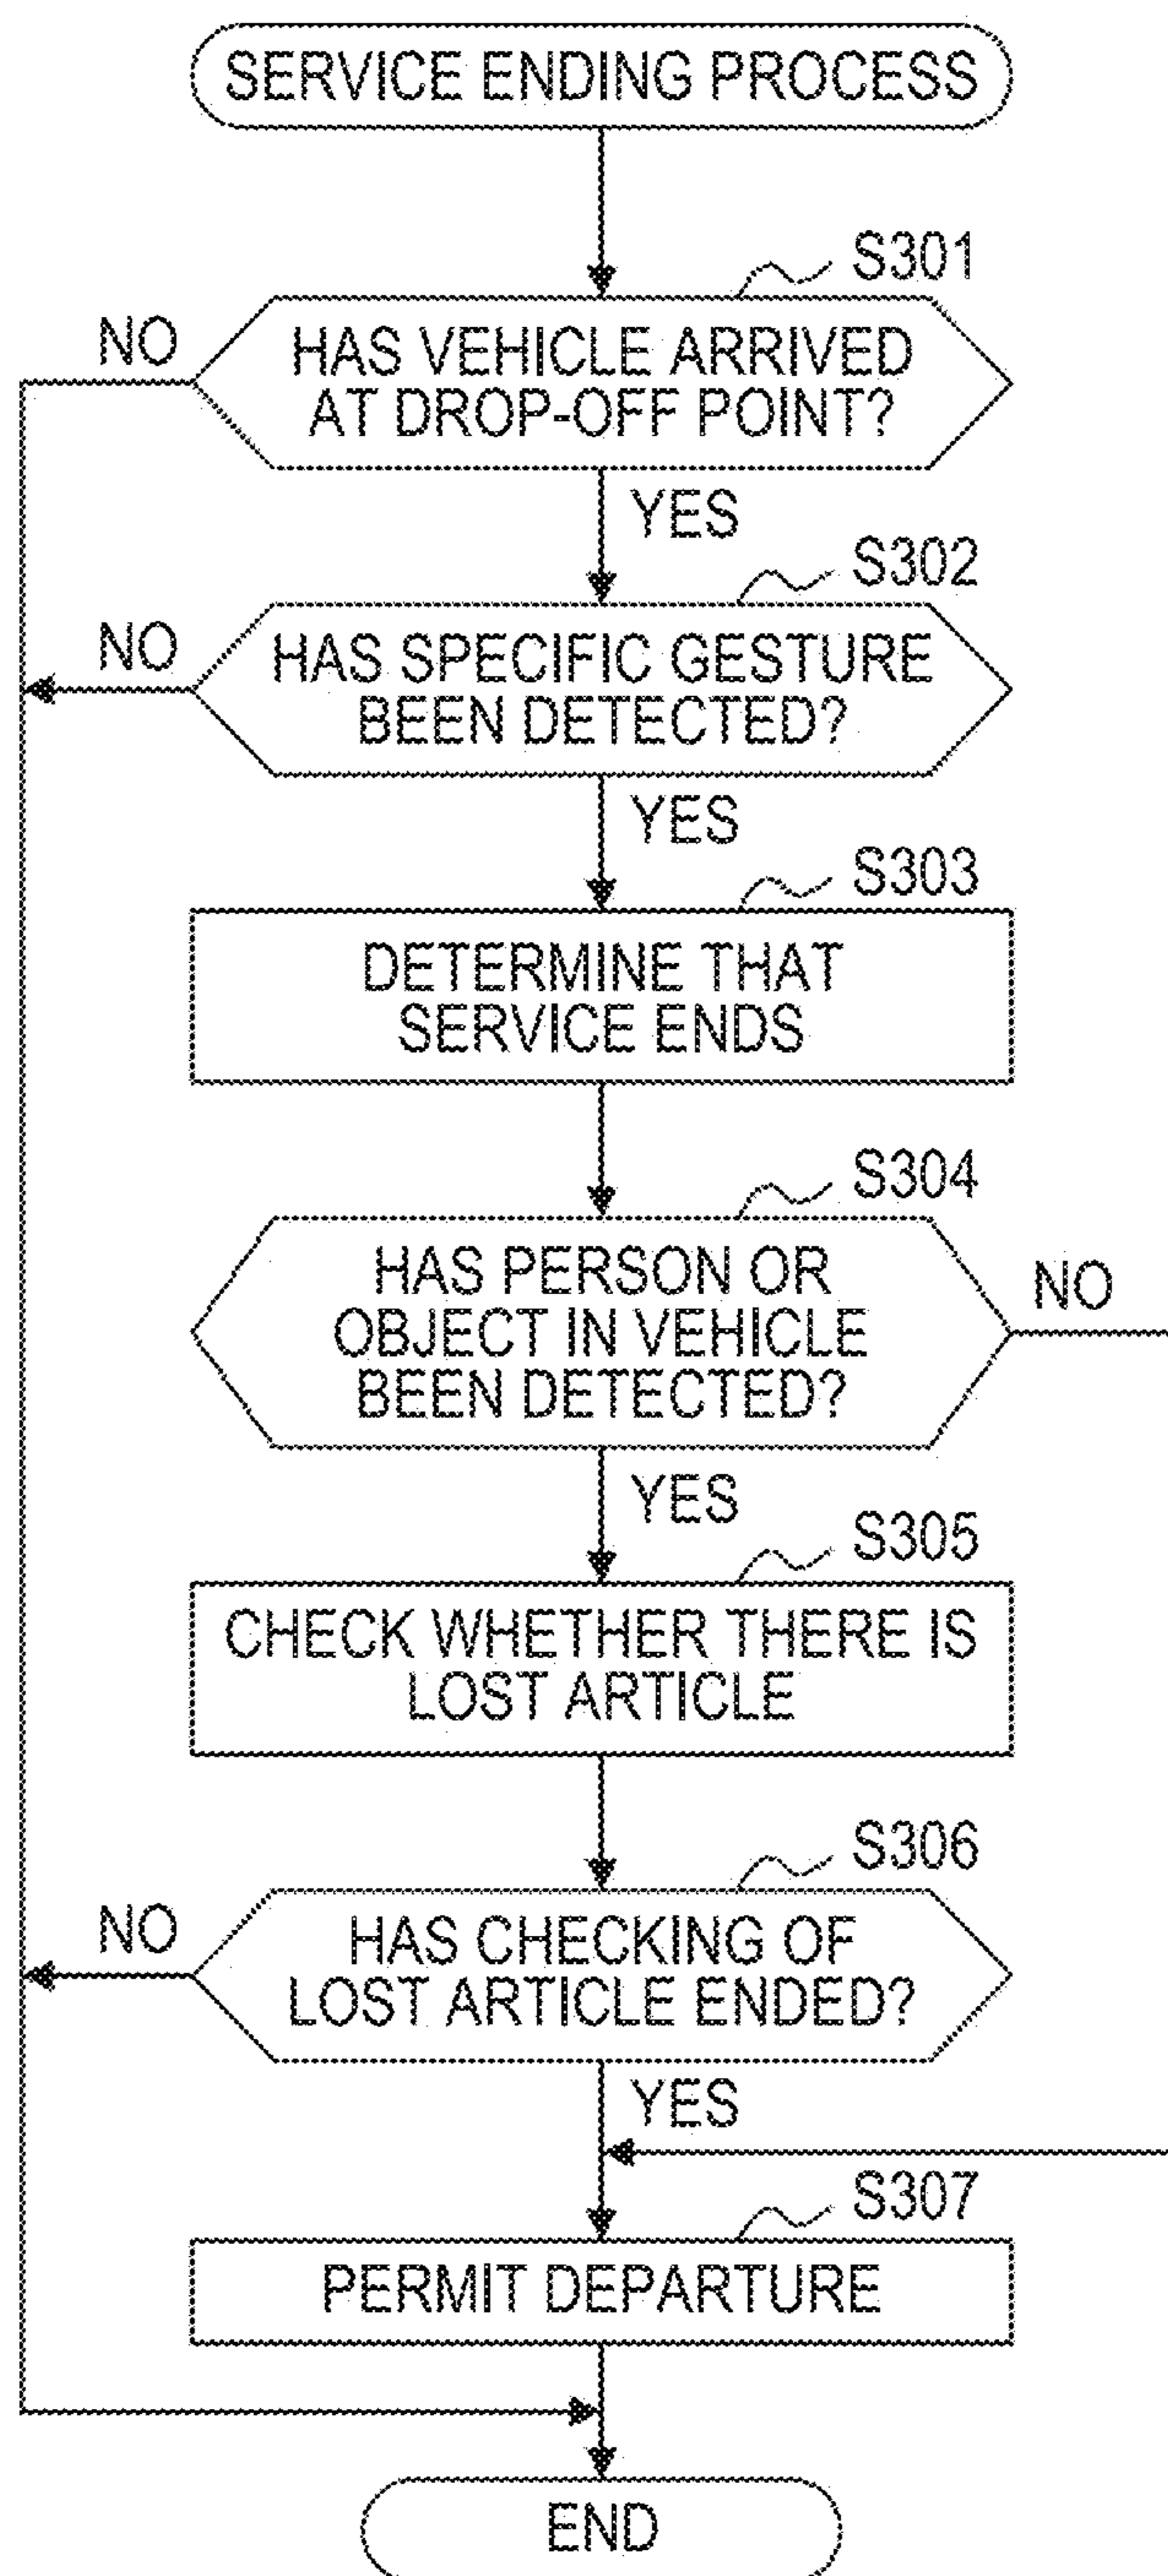 SERVICE ENDING PROCESS
S301
NO
HAS VEHICLE ARRIVED
AT DROP-OFF POINT?
YES
S302
NO
HAS SPECIFIC GESTURE
BEEN DETECTED?
YES
S303
DETERMINE THAT
SERVICE ENDS
S304
HAS PERSON OR
OBJECT IN VEHICLE
BEEN DETECTED?
NO
YES
S305
CHECK WHETHER THERE IS
LOST ARTICLE
S306
NO
HAS CHECKING OF
LOST ARTICLE ENDED?
YES
S307
PERMIT DEPARTURE
END